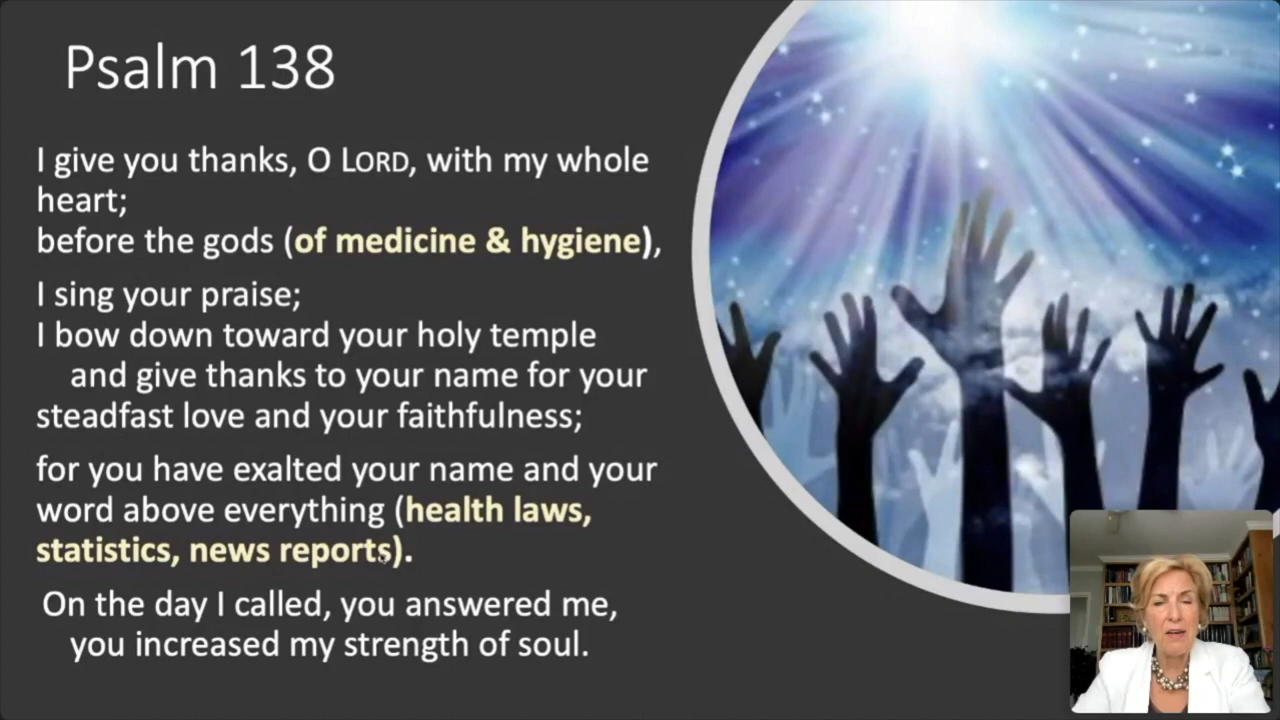 Psalm 138
I give you thanks, O LORD, with my whole
heart;
before the gods (of medicine & hygiene),
I sing your praise;
I bow down toward your holy temple
and give thanks to your name for your
steadfast love and your faithfulness;
for you have exalted your name and your
word above everything (health laws,
statistics, news reports).
On the day I called, you answered me,
you increased my strength of soul.